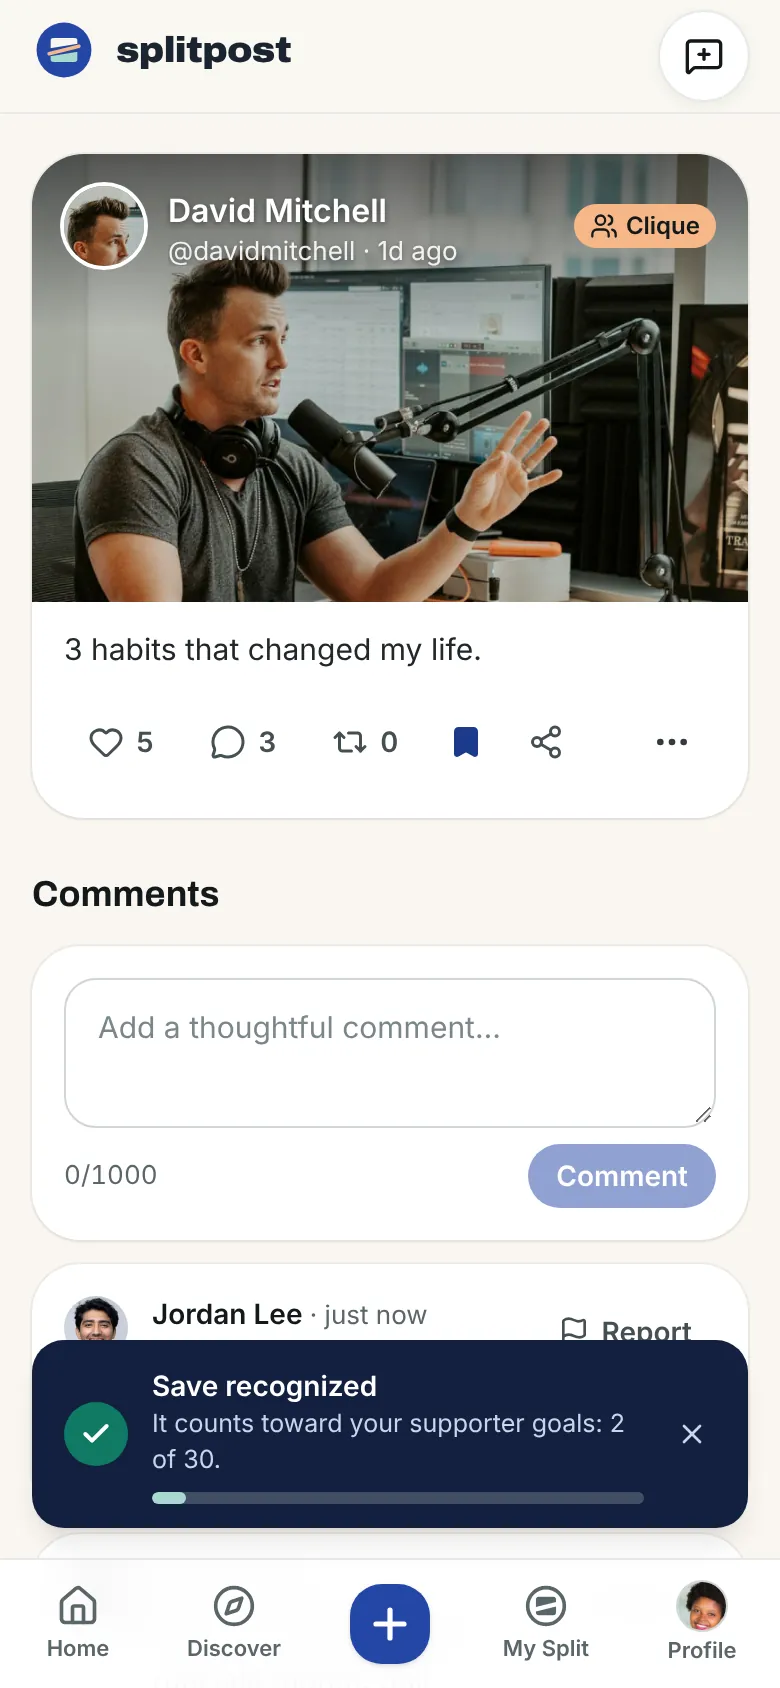 splitpost
David Mitchell
@davidmitchell · 1d ago
Clique
3 habits that changed my life.
5
3
0
Comments
Add a thoughtful comment...
0/1000
Comment
Jordan Lee · just now
Report
Save recognized
It counts toward your supporter goals: 2
of 30.
Home
Discover
My Split
Profile